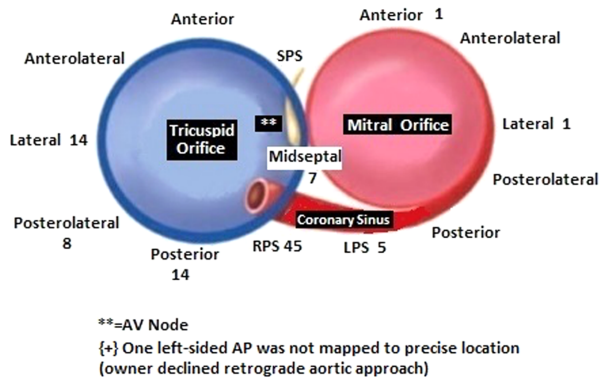 Anterior
Anterior 1
Anterolateral
SPS
Anterolateral
**
Tricuspid
Orifice
Mitral Orifice
Lateral 14
Lateral 1
Midseptal
7
Posterolateral
Coronary Sinus
Posterolateral
8
Posterior
RPS 45
LPS 5
Posterior
14
**=AV Node
{+} One left-sided AP was not mapped to precise location
(owner declined retrograde aortic approach)